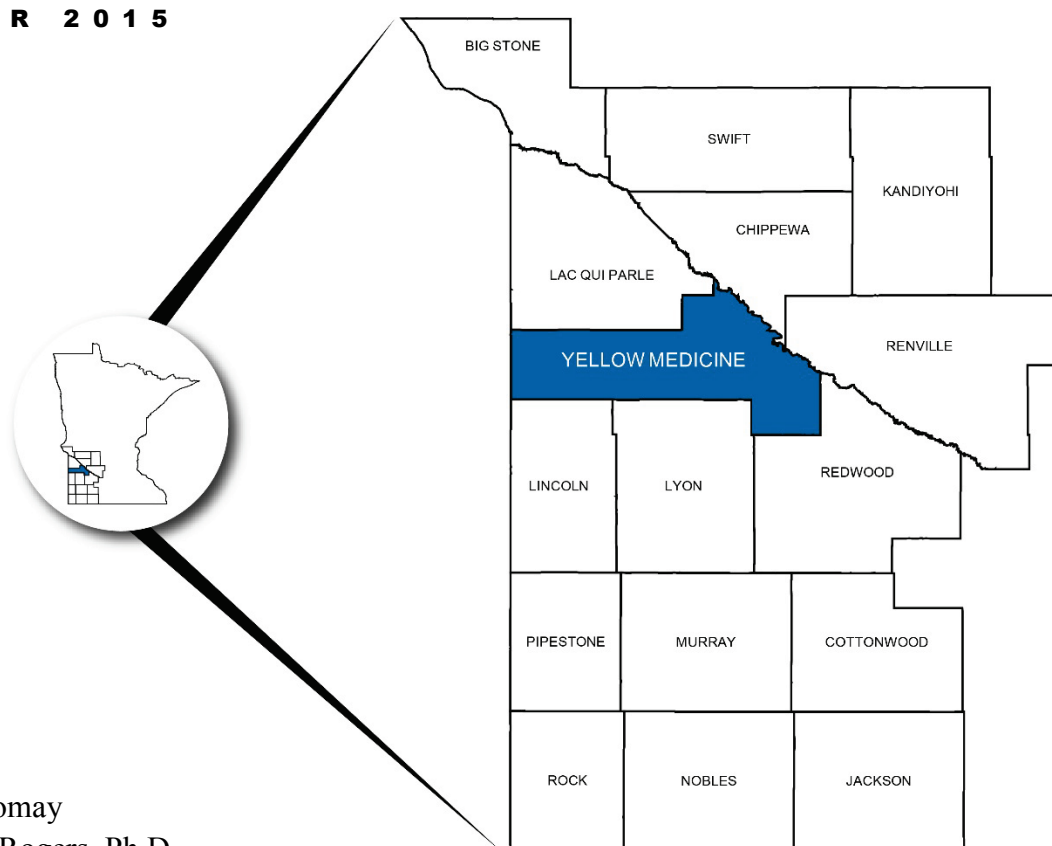 R 2015
BIG STONE
SWIFT
KANDIYOHI
CHIPPEWA
LAC QUI PARLE
RENVILLE
YELLOW MEDICINE
REDWOOD
LINCOLN
LYON
PIPESTONE
MURRAY
COTTONWOOD
ROCK
NOBLES
JACKSON
omay
Rogers, Ph.D.